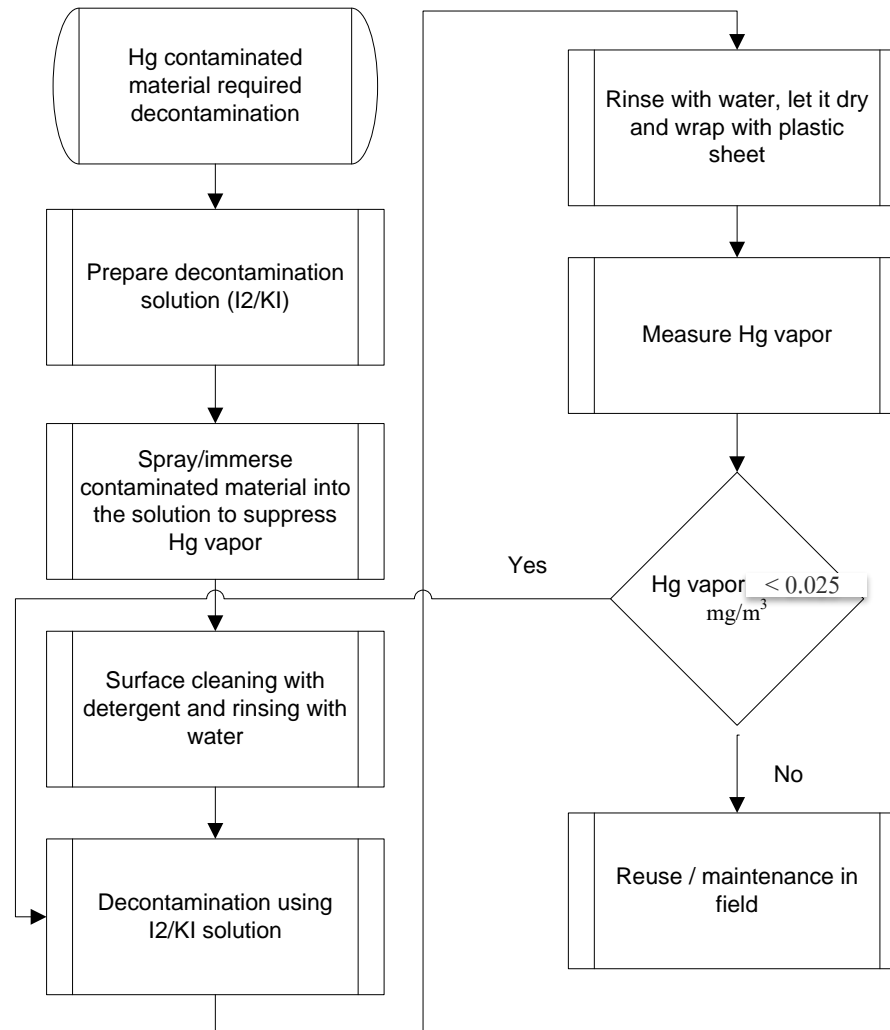 Hg contaminated
material required
decontamination
Prepare decontamination
solution (I2/KI)
Spray/immerse
contaminated material into
the solution to suppress
Hg vapor
Surface cleaning with
detergent and rinsing with
water
Decontamination using
I2/KI solution
Rinse with water, let it dry
and wrap with plastic
sheet
Measure Hg vapor
Yes
Hg vapor < 0.025
mg/m³
No
Reuse / maintenance in
field